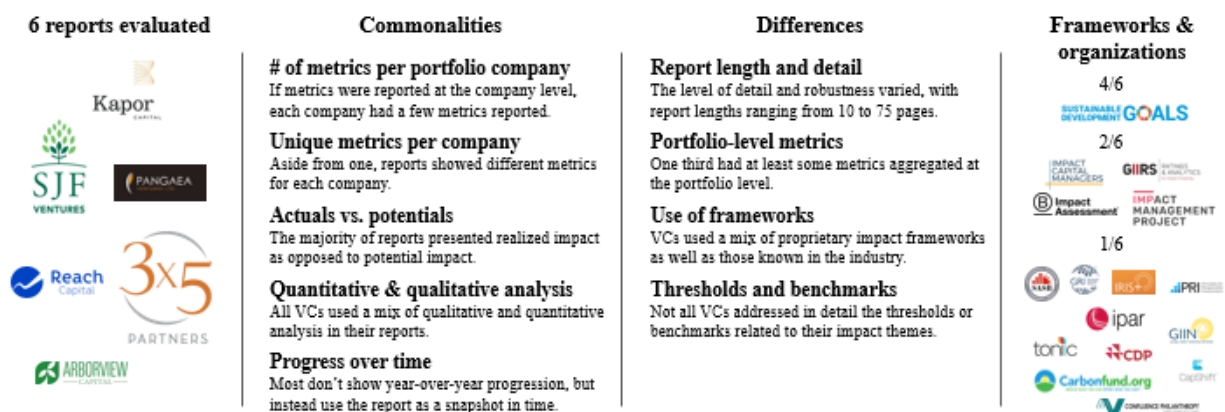 6 reports evaluated
Kapor
CAPITAL
SJF
VENTURES
PANGAEA
Reach
Capital
3x5
PARTNERS
ARBORVIEW
CAPITAL
Commonalities
# of metrics per portfolio company
If metrics were reported at the company level,
each company had a few metrics reported.
Unique metrics per company
Aside from one, reports showed different metrics
for each company.
Actuals vs. potentials
The majority of reports presented realized impact
as opposed to potential impact.
Quantitative & qualitative analysis
All VCs used a mix of qualitative and quantitative
analysis in their reports.
Progress over time
Most don't show year-over-year progression, but
instead use the report as a snapshot in time.
Differences
Report length and detail
The level of detail and robustness varied, with
report lengths ranging from 10 to 75 pages.
Portfolio-level metrics
One third had at least some metrics aggregated at
the portfolio level.
Use of frameworks
VCs used a mix of proprietary impact frameworks
as well as those known in the industry.
Thresholds and benchmarks
Not all VCs addressed in detail the thresholds or
benchmarks related to their impact themes.
Frameworks &
organizations
4/6
SUSTAINABLE
DEVELOPMENT GOALS
2/6
IMPACT
CAPITAL
MANAGERS
GIIRS RATINGS
& ANALYTICS
B Impact
Assessment
IMPACT
MANAGEMENT
PROJECT
1/6
SASB
GRI
IRIS+
PRI
ipar
GIIN
tonic
CDP
CapShift
Carbonfund.org
CONFLUENCE PHILANTHROPY